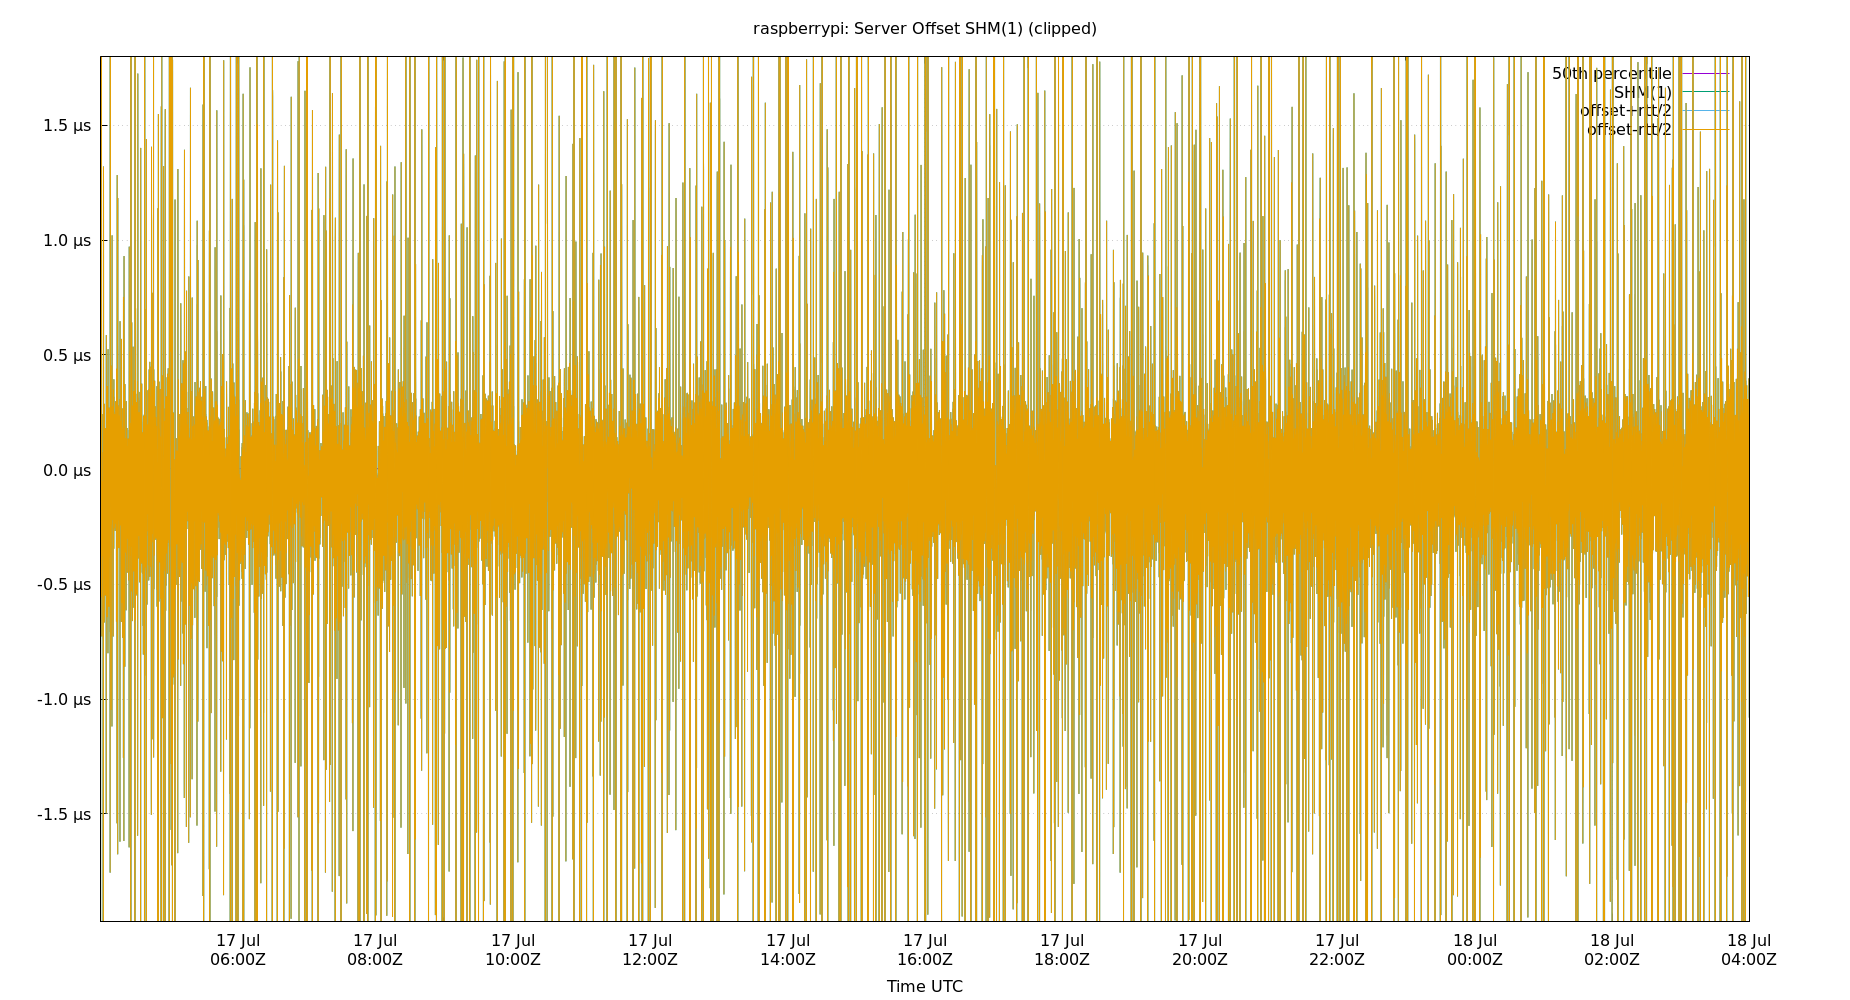 raspberrypi: Server Offset SHM(1) (clipped)
50th percentile
SHM(1)
offset+rtt/2
offset-rtt/2
1.5 µs
1.0 µs
0.5 µs
0.0 µs
-0.5 µs
-1.0 µs
-1.5 µs
17 Jul 17 Jul 17 Jul 17 Jul 17 Jul 17 Jul 17 Jul 17 Jul 17 Jul 18 Jul 18 Jul 18 Jul
06:00Z 08:00Z 10:00Z 12:00Z 14:00Z 16:00Z 18:00Z 20:00Z 22:00Z 00:00Z 02:00Z 04:00Z
Time UTC